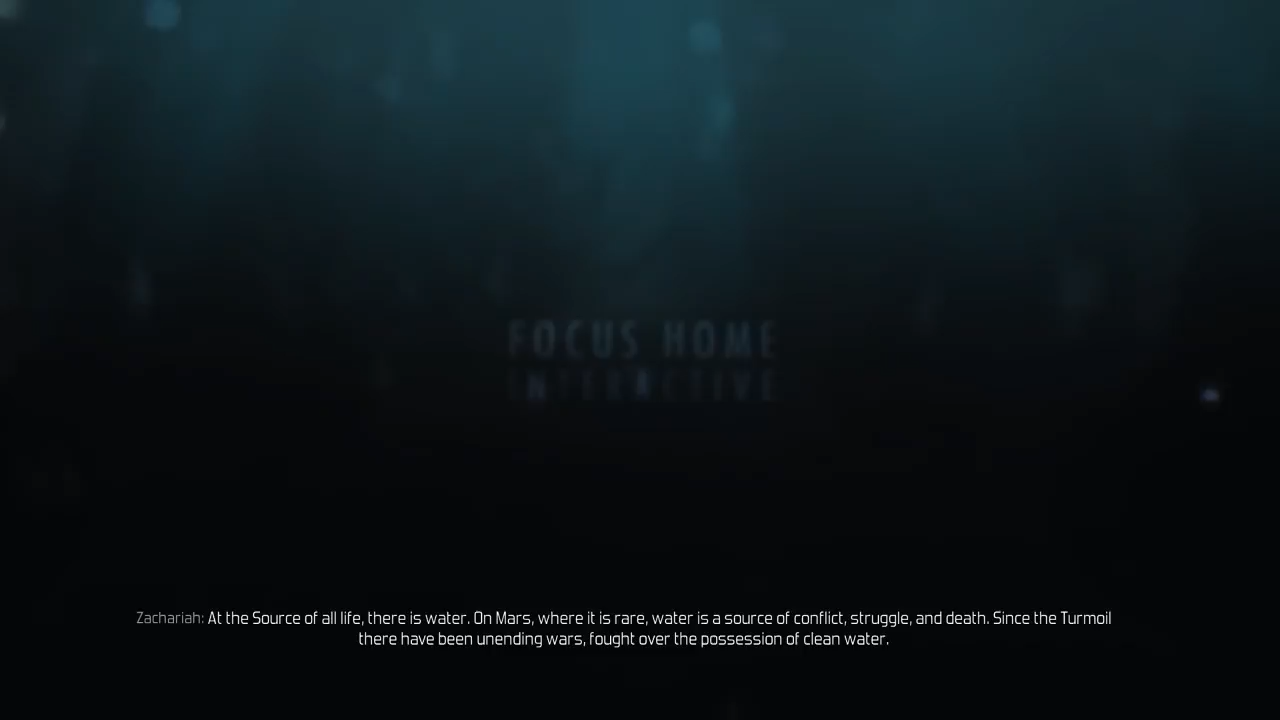 FOCUS HOME
INTERACTIVE
Zachariah: At the Source of all life, there is water. On Mars, where it is rare, water is a source of conflict, struggle, and death. Since the Turmoil
there have been unending wars, fought over the possession of clean water.